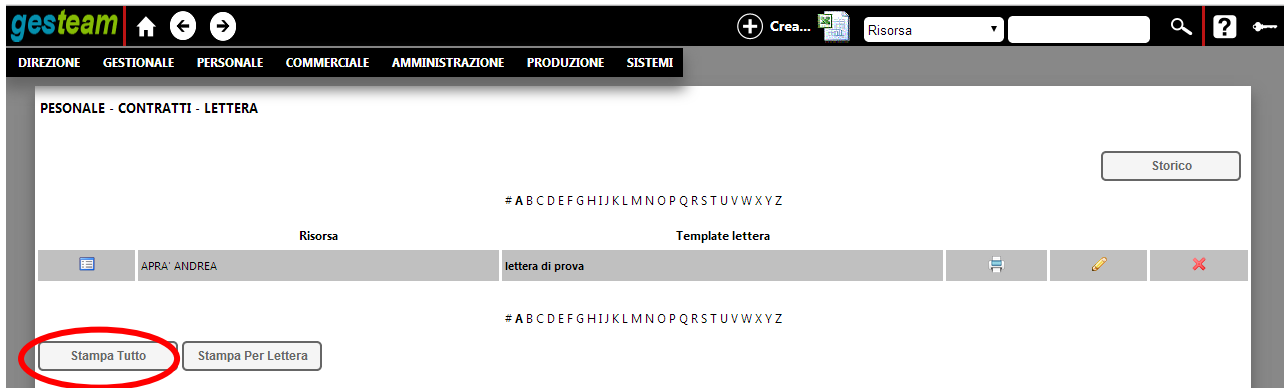 gesteam Crea... Risorsa ?
DIREZIONE GESTIONALE PERSONALE COMMERCIALE AMMINISTRAZIONE PRODUZIONE SISTEMI
PESONALE - CONTRATTI - LETTERA
Storico
# A B C D E F G H I J K L M N O P Q R S T U V W X Y Z
Risorsa Template lettera
APRA' ANDREA lettera di prova
# A B C D E F G H I J K L M N O P Q R S T U V W X Y Z
Stampa Tutto Stampa Per Lettera